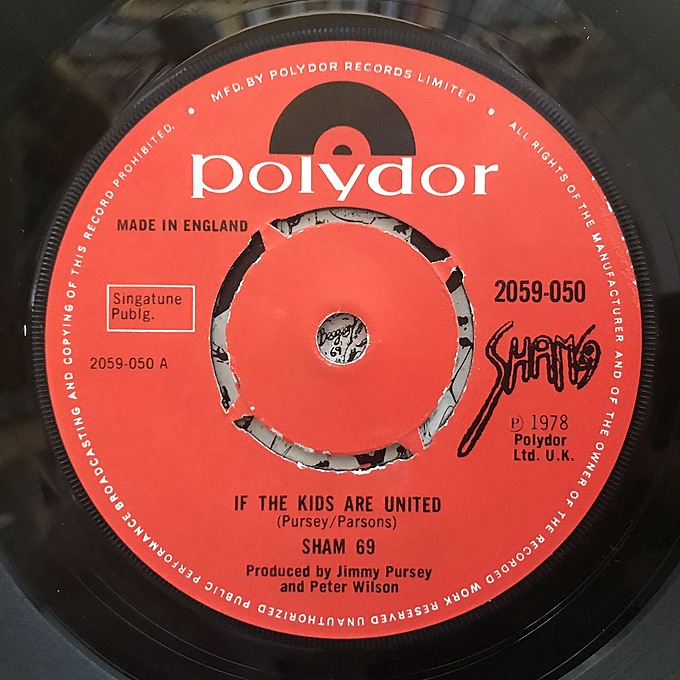 MFD. BY POLYDOR RECORDS LIMITED • ALL RIGHTS OF THE MANUFACTURER AND OF THE OWNER OF THE RECORDED WORK RESERVED UNAUTHORIZED PUBLIC PERFORMANCE BROADCASTING AND COPYING OF THIS RECORD PROHIBITED. •
polydor
MADE IN ENGLAND
2059-050
Singatune
Publg.
2059-050 A
SHAM69
℗ 1978
Polydor
Ltd. U.K.
69
IF THE KIDS ARE UNITED
(Pursey/Parsons)
SHAM 69
Produced by Jimmy Pursey
and Peter Wilson